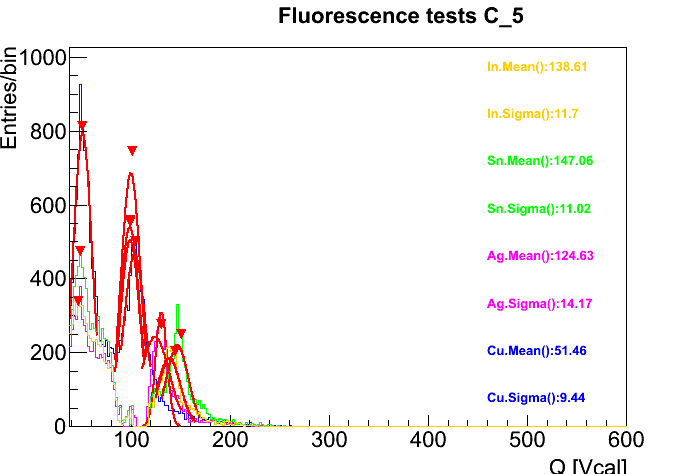 Fluorescence tests C_5
Entries/bin
1000
800
600
400
200
0
100 200 300 400 500 600
Q [Vcal]
In.Mean():138.61
In.Sigma():11.7
Sn.Mean():147.06
Sn.Sigma():11.02
Ag.Mean():124.63
Ag.Sigma():14.17
Cu.Mean():51.46
Cu.Sigma():9.44